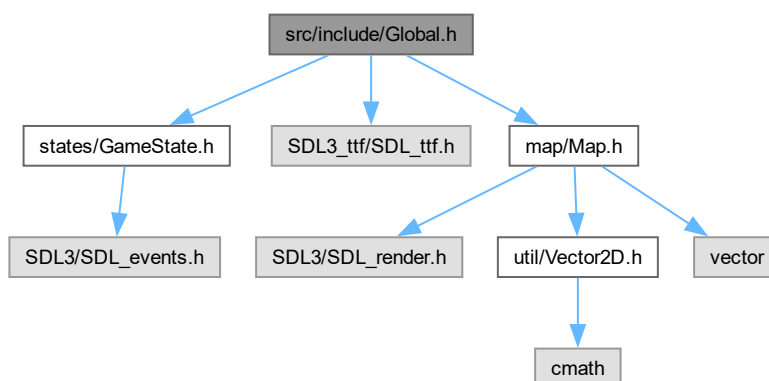 src/include/Global.h
states/GameState.h
SDL3_ttf/SDL_ttf.h
map/Map.h
SDL3/SDL_events.h
SDL3/SDL_render.h
util/Vector2D.h
vector
cmath